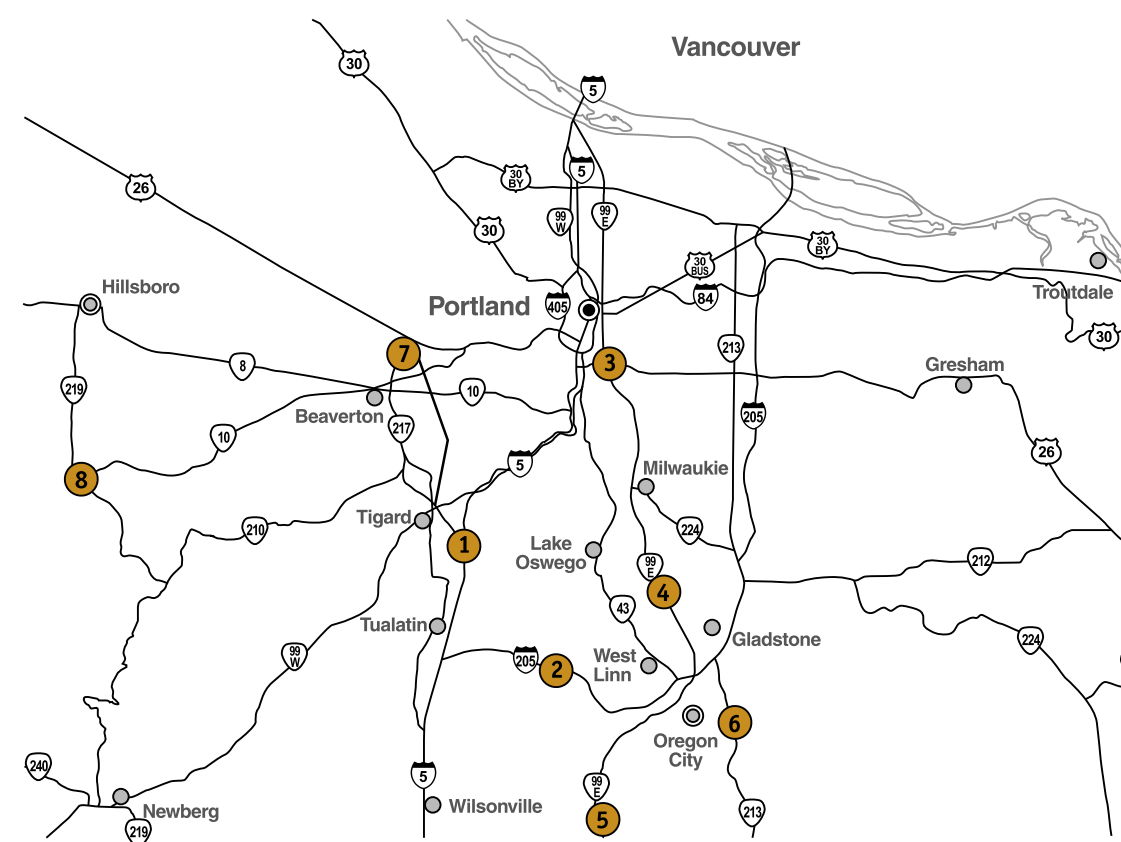 Vancouver
30
5
5
30
BY
26
99
W
99
E
30
30
BY
30
BUS
Hillsboro
84
Portland
405
Troutdale
30
213
7
3
8
Gresham
219
10
Beaverton
205
217
10
26
5
Milwaukie
8
Tigard
210
224
1
Lake
Oswego
212
99
E
4
43
Tualatin
Gladstone
224
99
W
205
2
West
Linn
6
Oregon
City
240
5
99
E
Wilsonville
Newberg
213
5
219